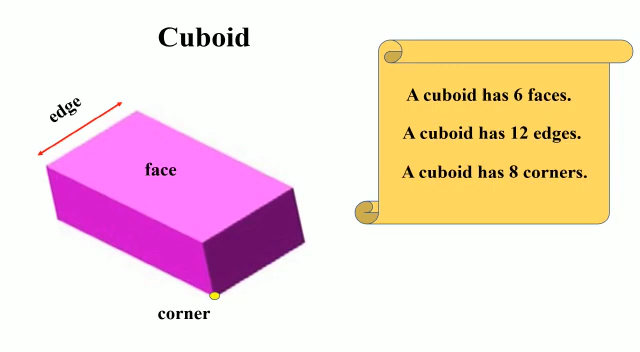 Cuboid
edge
face
corner
A cuboid has 6 faces.
A cuboid has 12 edges.
A cuboid has 8 corners.